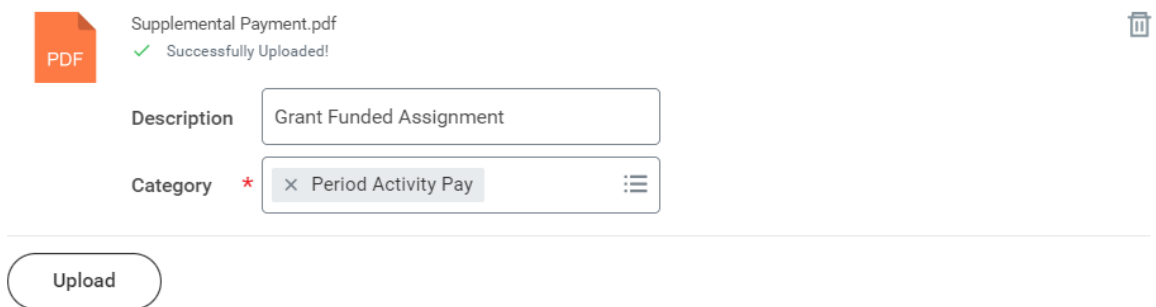 Supplemental Payment.pdf
PDF
Successfully Uploaded!
Description Grant Funded Assignment
Category * × Period Activity Pay
Upload